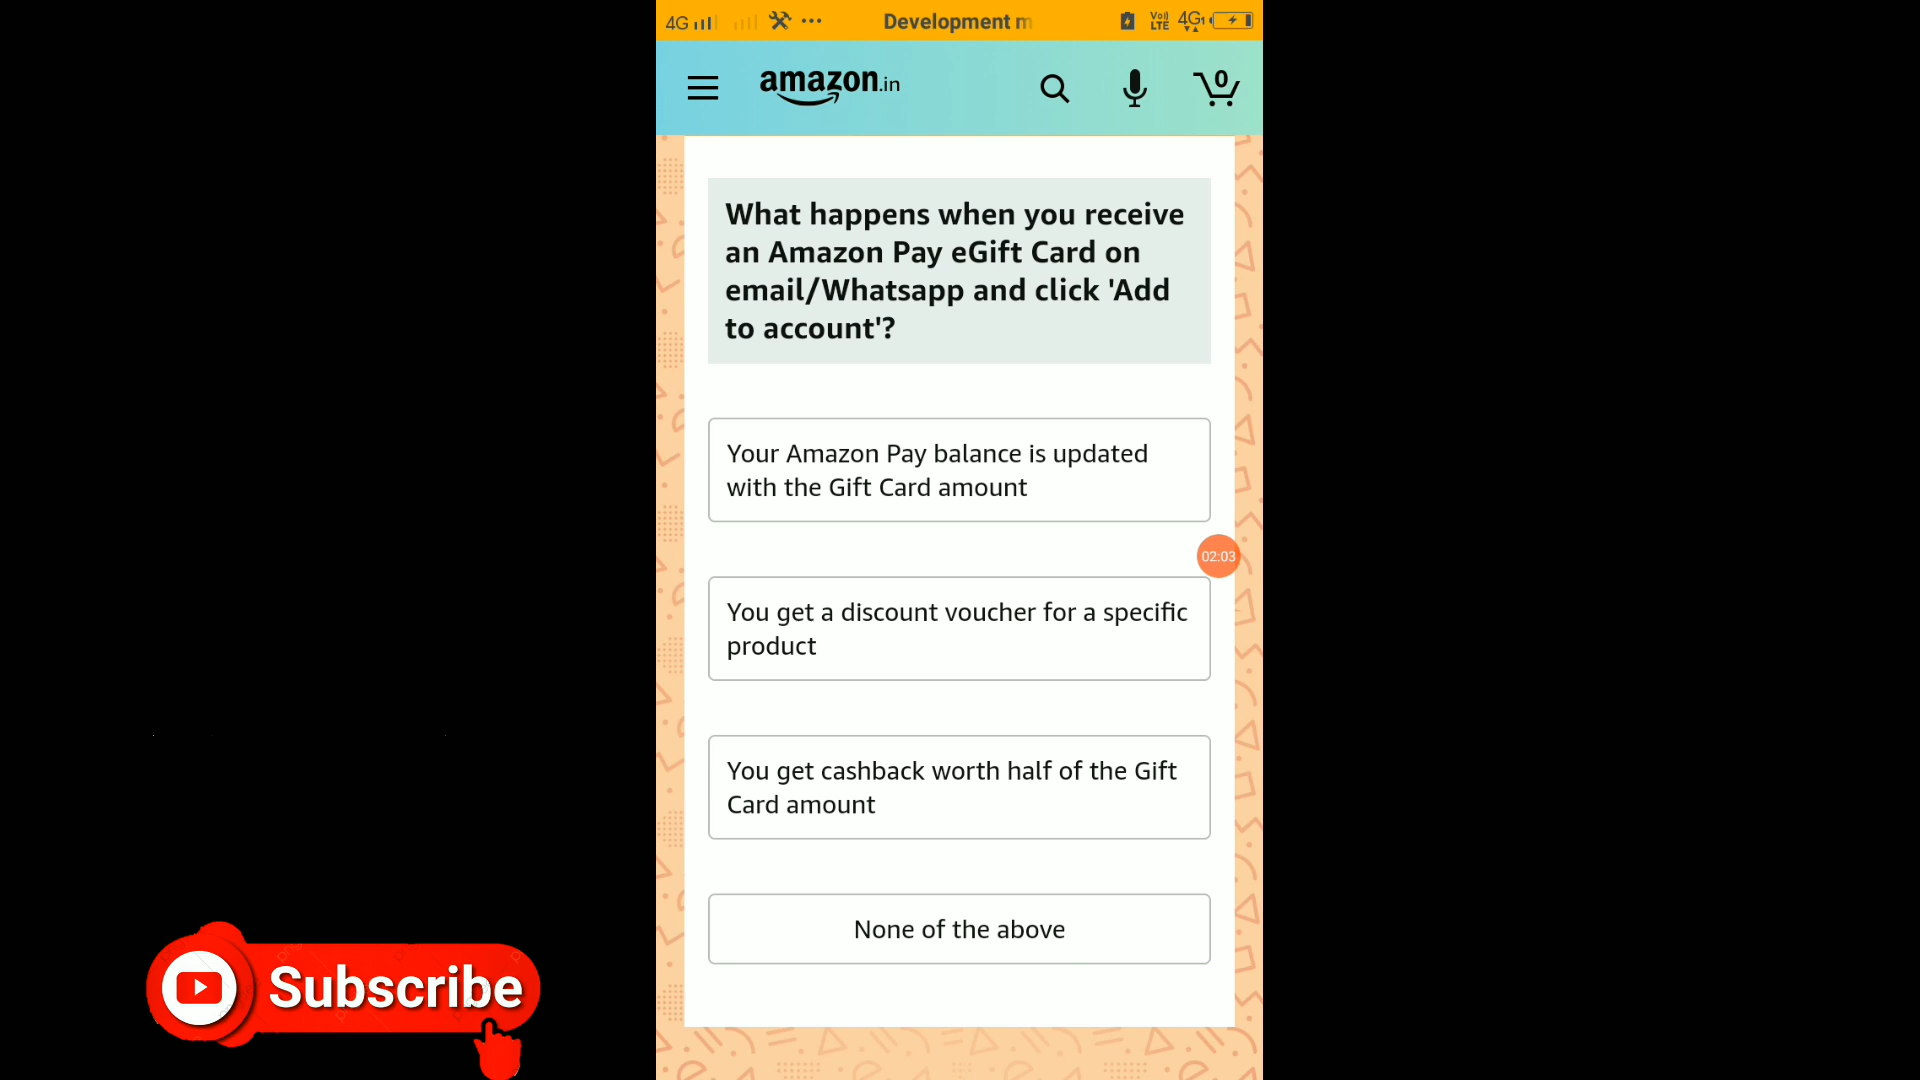 4G
Development m
Vo))
LTE
4G
amazon.in
0
What happens when you receive
an Amazon Pay eGift Card on
email/Whatsapp and click 'Add
to account'?
Your Amazon Pay balance is updated
with the Gift Card amount
02:03
You get a discount voucher for a specific
product
You get cashback worth half of the Gift
Card amount
None of the above
Subscribe